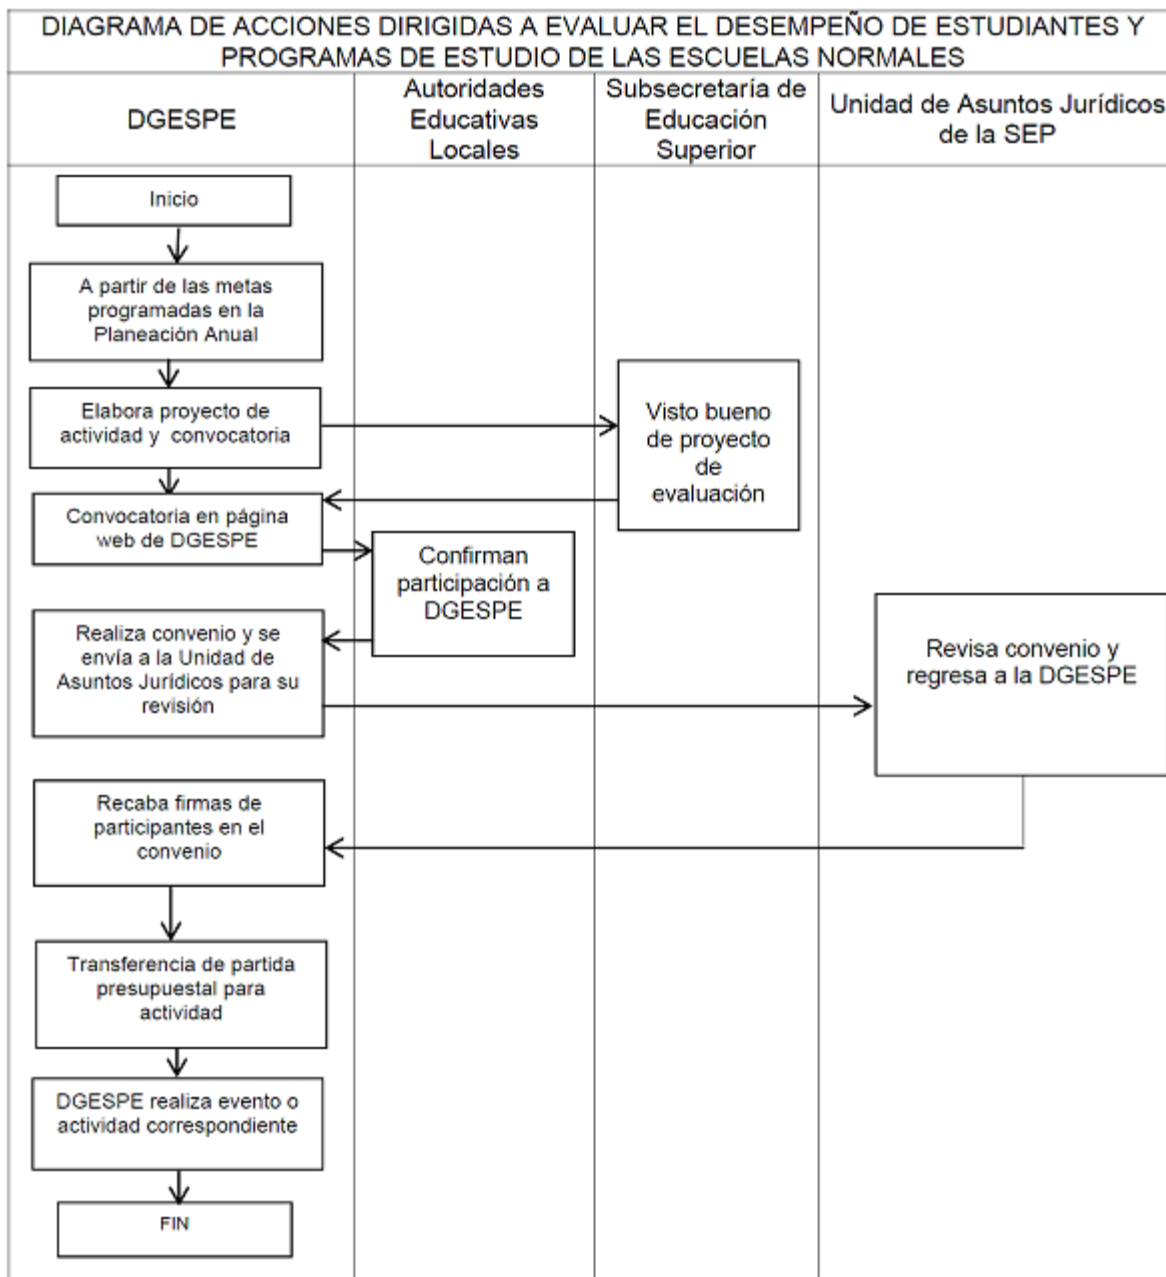 DIAGRAMA DE ACCIONES DIRIGIDAS A EVALUAR EL DESEMPEÑO DE ESTUDIANTES Y
PROGRAMAS DE ESTUDIO DE LAS ESCUELAS NORMALES
DGESPE
Autoridades
Educativas
Locales
Subsecretaría de
Educación
Superior
Unidad de Asuntos Jurídicos
de la SEP
Inicio
A partir de las metas
programadas en la
Planeación Anual
Elabora proyecto de
actividad y convocatoria
Visto bueno
de proyecto
de
evaluación
Convocatoria en página
web de DGESPE
Confirman
participación a
DGESPE
Realiza convenio y se
envía a la Unidad de
Asuntos Jurídicos para su
revisión
Revisa convenio y
regresa a la DGESPE
Recaba firmas de
participantes en el
convenio
Transferencia de partida
presupuestal para
actividad
DGESPE realiza evento o
actividad correspondiente
FIN